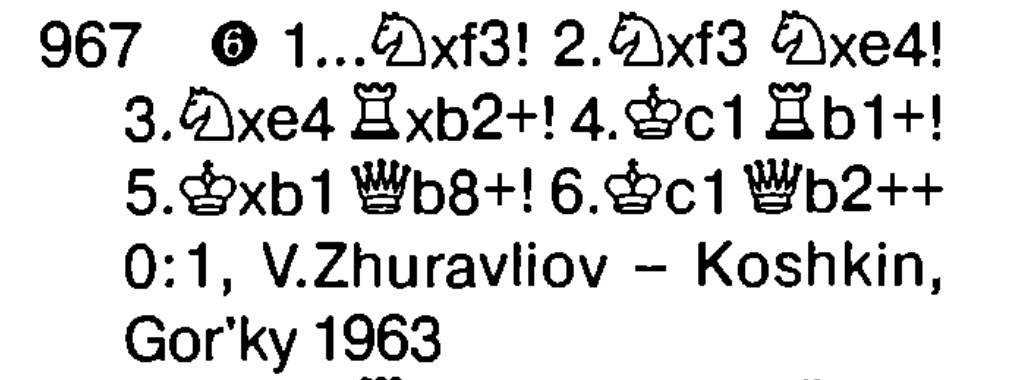 967 ❻ 1...♘xf3! 2.♘xf3 ♘xe4!
3.♘xe4 ♖xb2+! 4.♔c1 ♖b1+!
5.♔xb1 ♕b8+! 6.♔c1 ♕b2++
0:1, V.Zhuravliov – Koshkin,
Gor'ky 1963